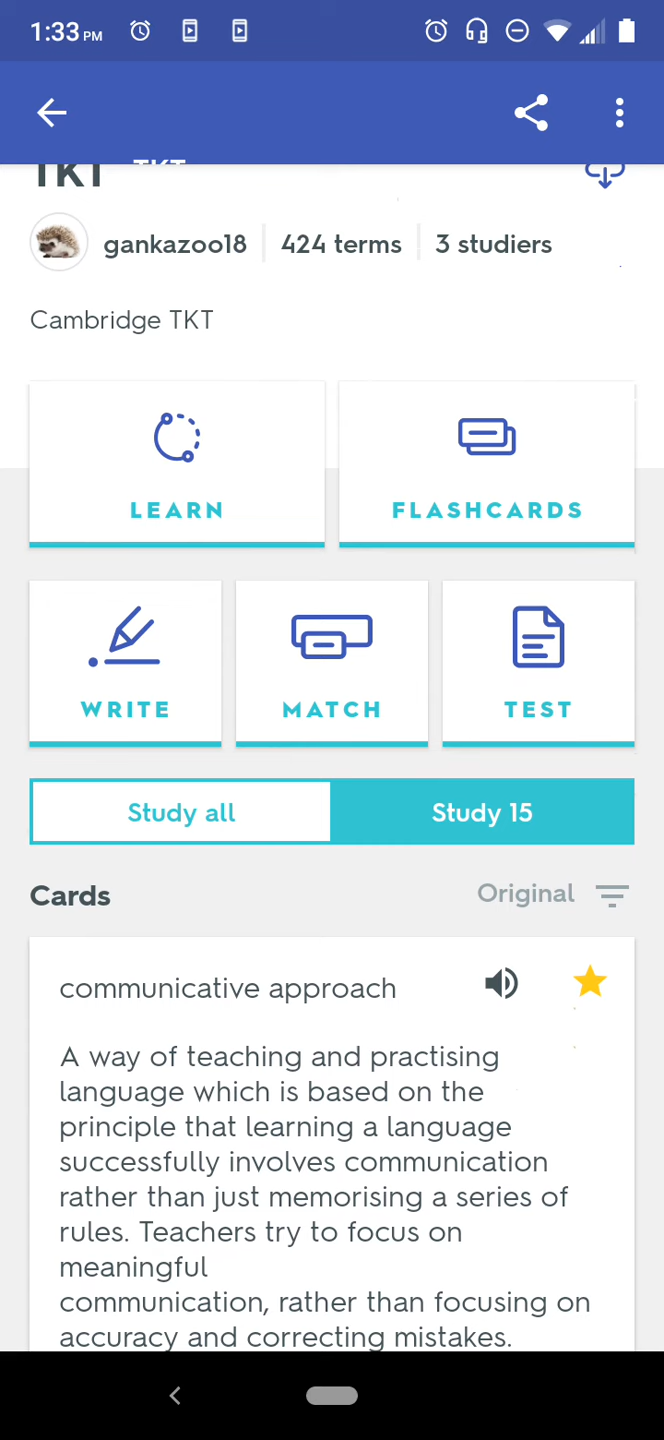 1:33 PM
TKT TKT
gankazoo18 424 terms 3 studiers
Cambridge TKT
LEARN FLASHCARDS
WRITE MATCH TEST
Study all Study 15
Cards Original
communicative approach
A way of teaching and practising
language which is based on the
principle that learning a language
successfully involves communication
rather than just memorising a series of
rules. Teachers try to focus on
meaningful
communication, rather than focusing on
accuracy and correcting mistakes.